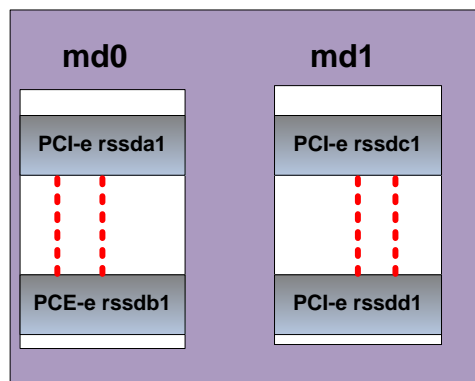 md0
md1
PCI-e rssda1
PCI-e rssdc1
PCE-e rssdb1
PCI-e rssdd1